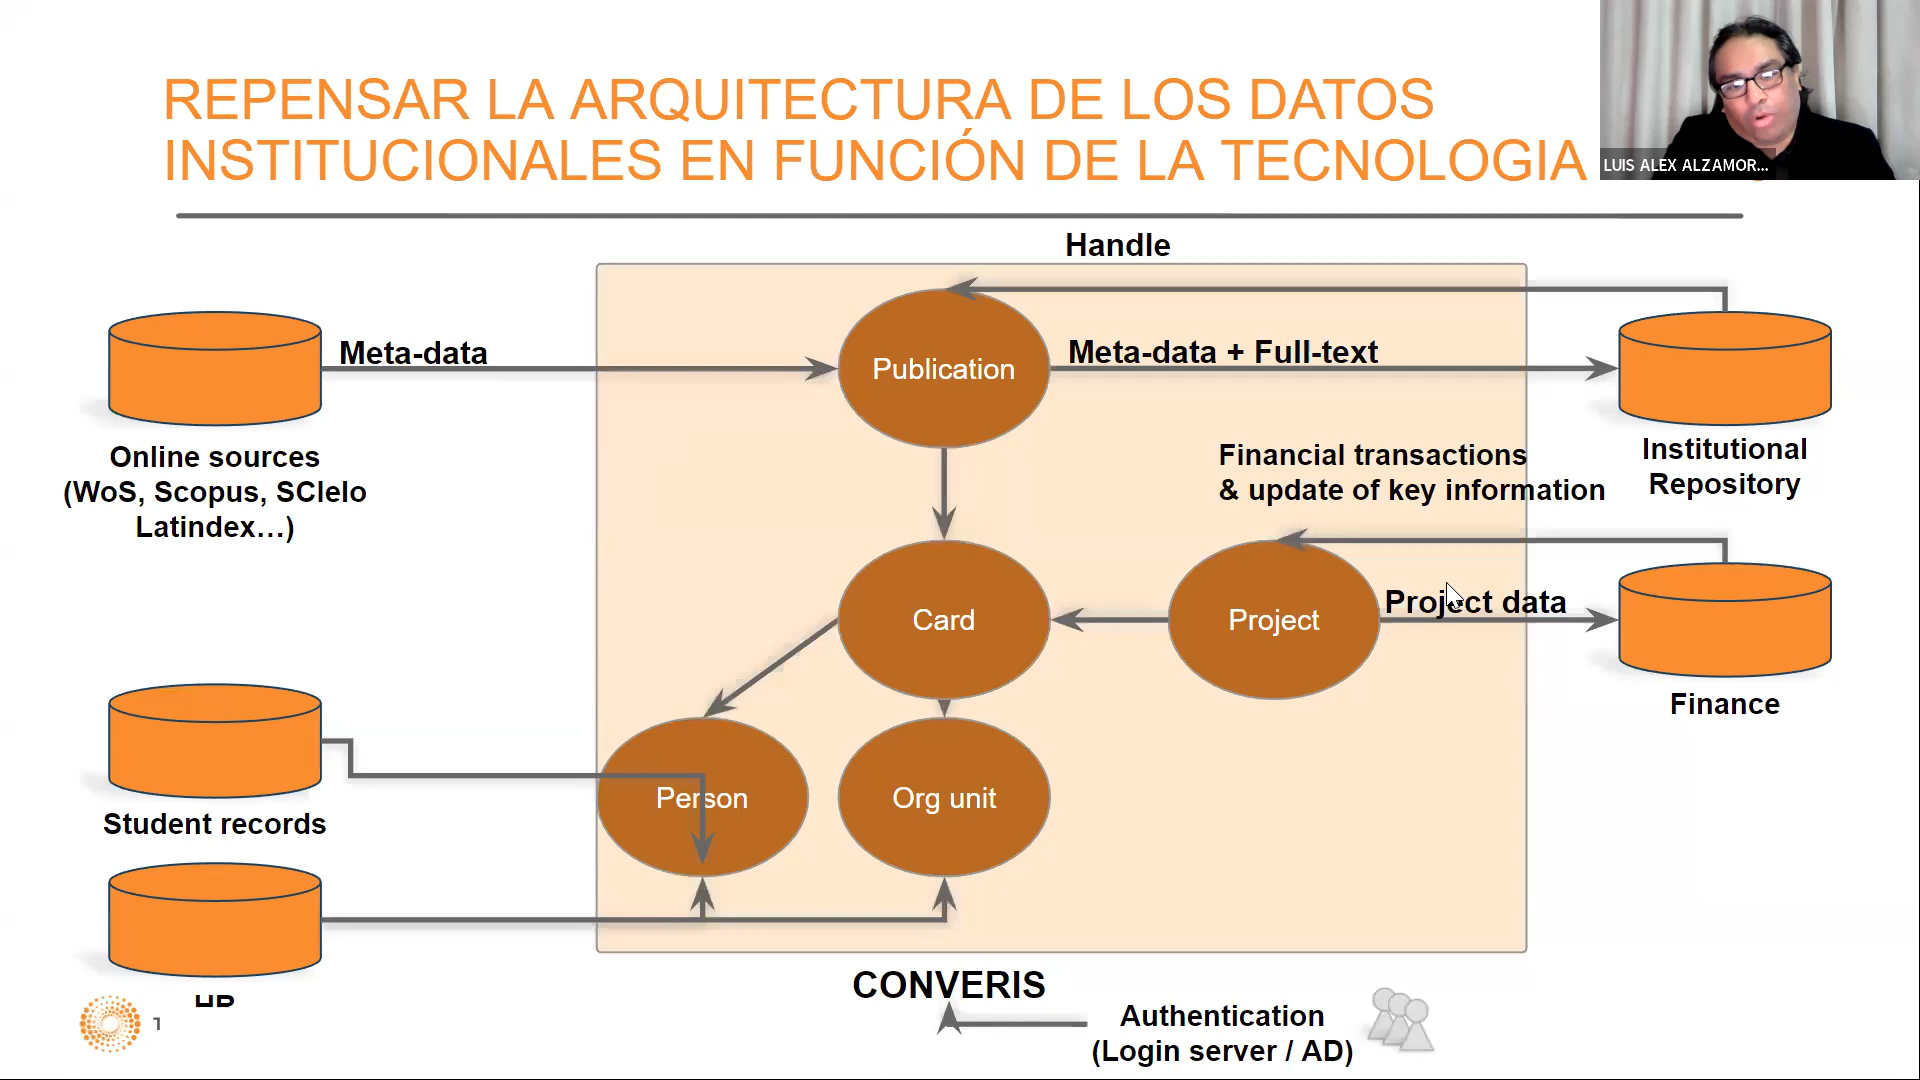 REPENSAR LA ARQUITECTURA DE LOS DATOS
INSTITUCIONALES EN FUNCIÓN DE LA TECNOLOGIA
LUIS ALEX ALZAMOR...
Handle
Meta-data
Publication
Meta-data + Full-text
Online sources
(WoS, Scopus, SCIelo
Latindex…)
Financial transactions
& update of key information
Institutional
Repository
Card
Project
Project data
Finance
Person
Org unit
Student records
HR
CONVERIS
Authentication
(Login server / AD)
1